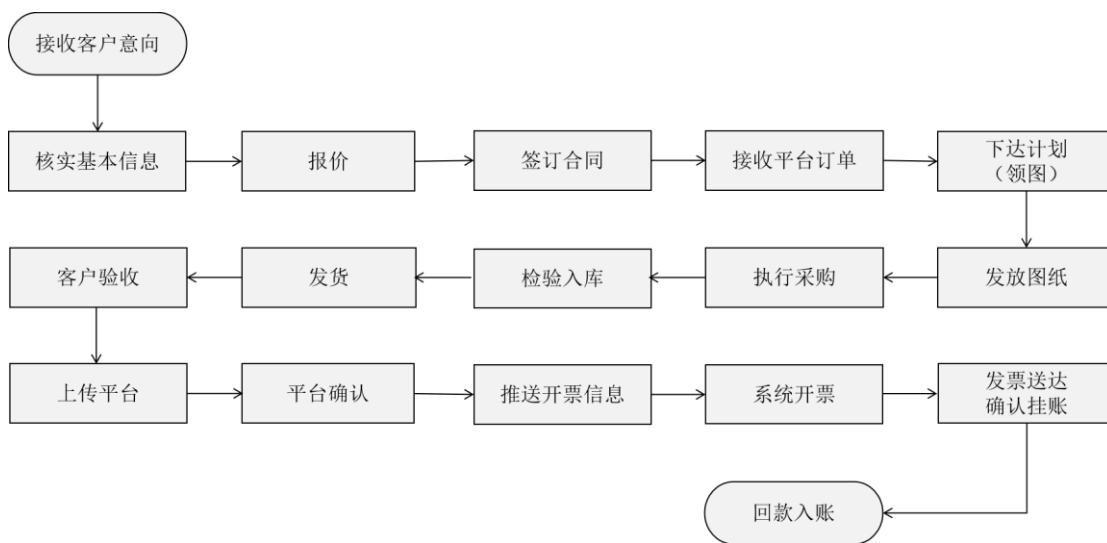 接收客户意向
核实基本信息
报价
签订合同
接收平台订单
下达计划
（领图）
发放图纸
执行采购
检验入库
发货
客户验收
上传平台
平台确认
推送开票信息
系统开票
发票送达
确认挂账
回款入账